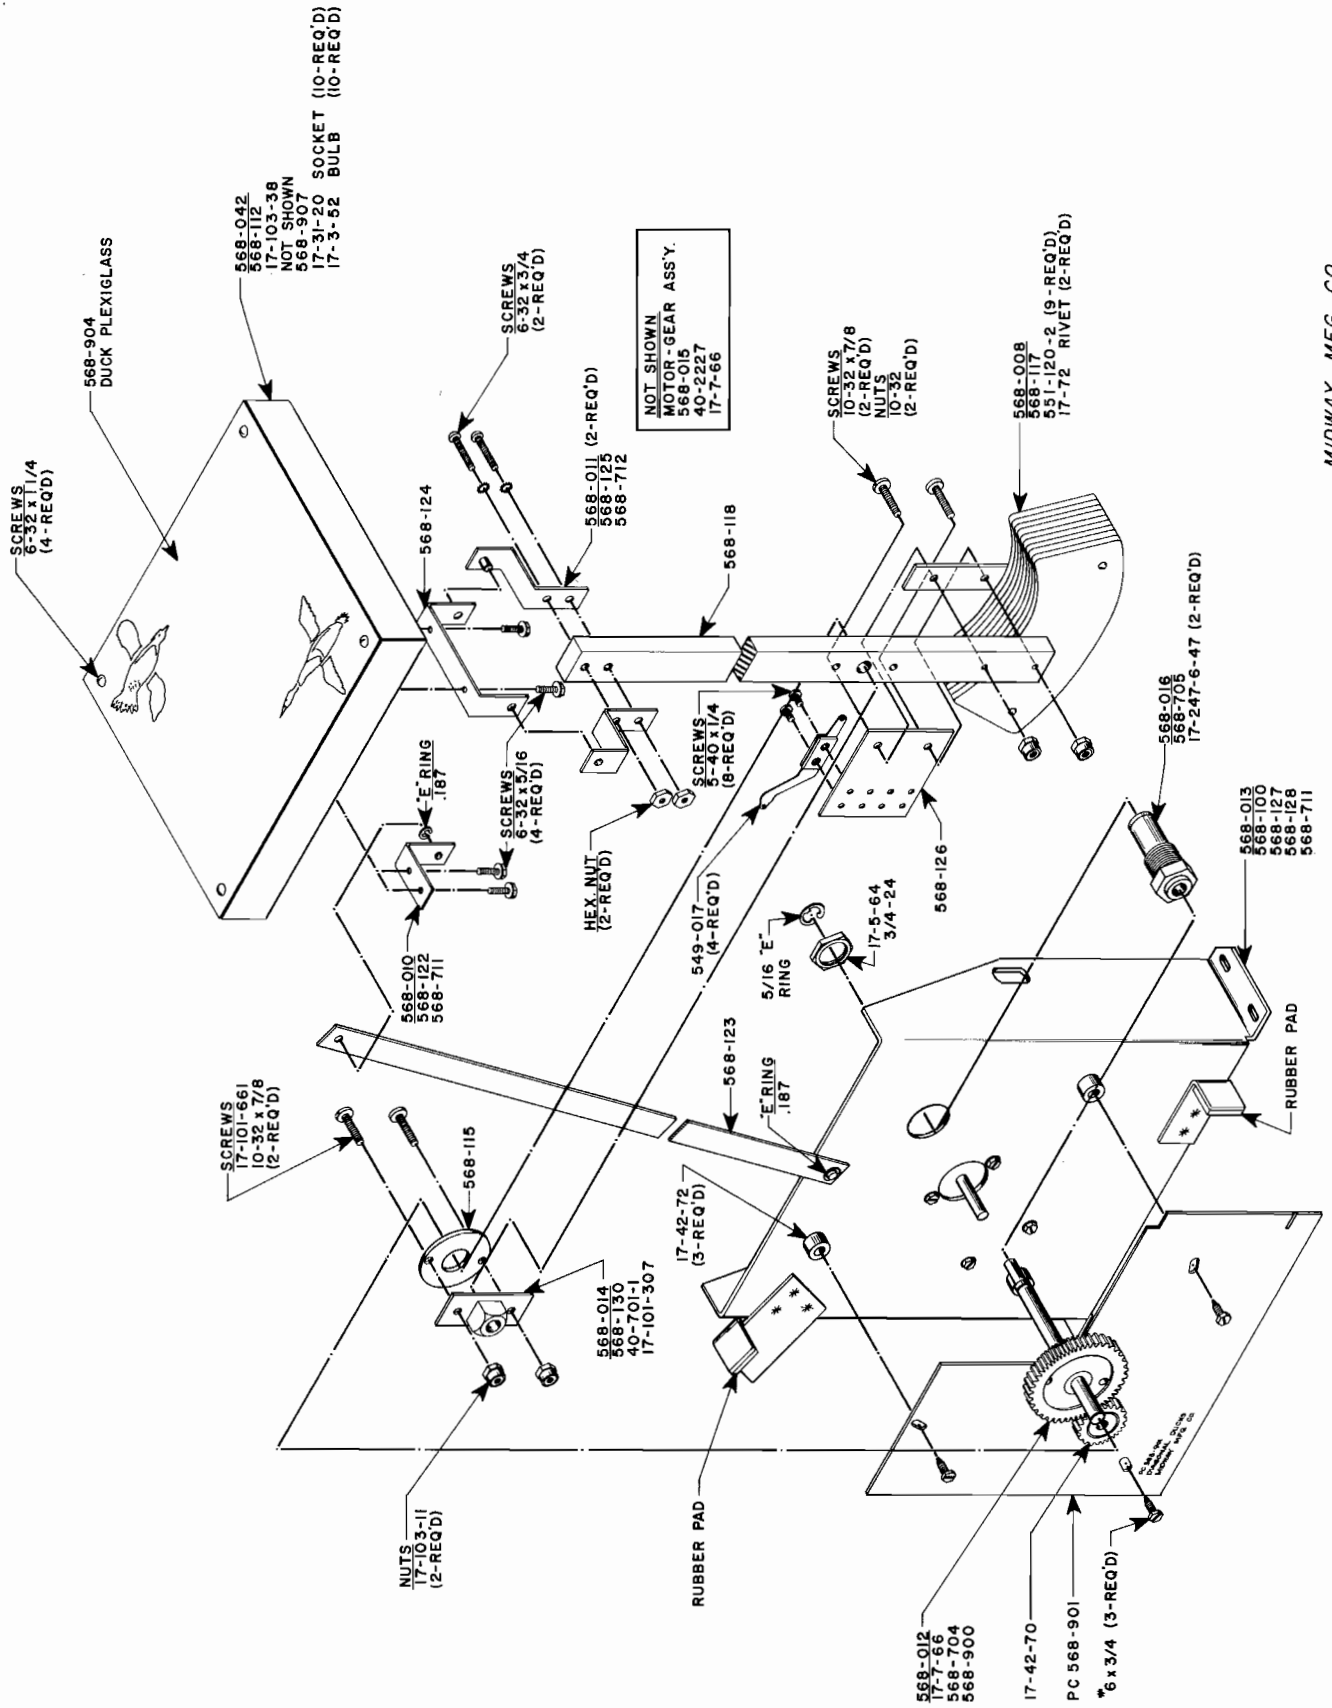 568-904
DUCK PLEXIGLASS
SCREWS
6-32 x 1 1/4
(4-REQ'D)
568-042
568-112
17-103-38
NOT SHOWN
568-907
17-31-20 SOCKET (10-REQ'D)
17-3-52 BULB (10-REQ'D)
SCREWS
6-32 x 3/4
(2-REQ'D)
568-124
568-011 (2-REQ'D)
568-125
568-712
NOT SHOWN
MOTOR-GEAR ASS'Y.
568-015
40-2227
17-7-66
"E" RING
.187
SCREWS
6-32 x 5/16
(4-REQ'D)
568-010
568-122
568-711
HEX. NUT
(2-REQ'D)
568-118
SCREWS
10-32 x 7/8
(2-REQ'D)
NUTS
10-32
(2-REQ'D)
SCREWS
5-40 x 1/4
(8-REQ'D)
549-017
(4-REQ'D)
568-008
568-117
551-120-2 (9-REQ'D)
17-72 RIVET (2-REQ'D)
568-126
5/16 "E"
RING
17-5-64
3/4-24
568-016
568-705
17-247-6-47 (2-REQ'D)
568-013
568-100
568-127
568-128
568-711
SCREWS
17-101-661
10-32 x 7/8
(2-REQ'D)
568-115
568-123
"E" RING
.187
17-42-72
(3-REQ'D)
568-014
568-130
40-701-1
17-101-307
NUTS
17-103-11
(2-REQ'D)
RUBBER PAD
RUBBER PAD
568-012
17-7-66
568-704
568-900
17-42-70
PC 568-901
#6 x 3/4 (3-REQ'D)
PC 568-901
DUCKS
MIDWAY MFG CO
MIDWAY MFG. CO.